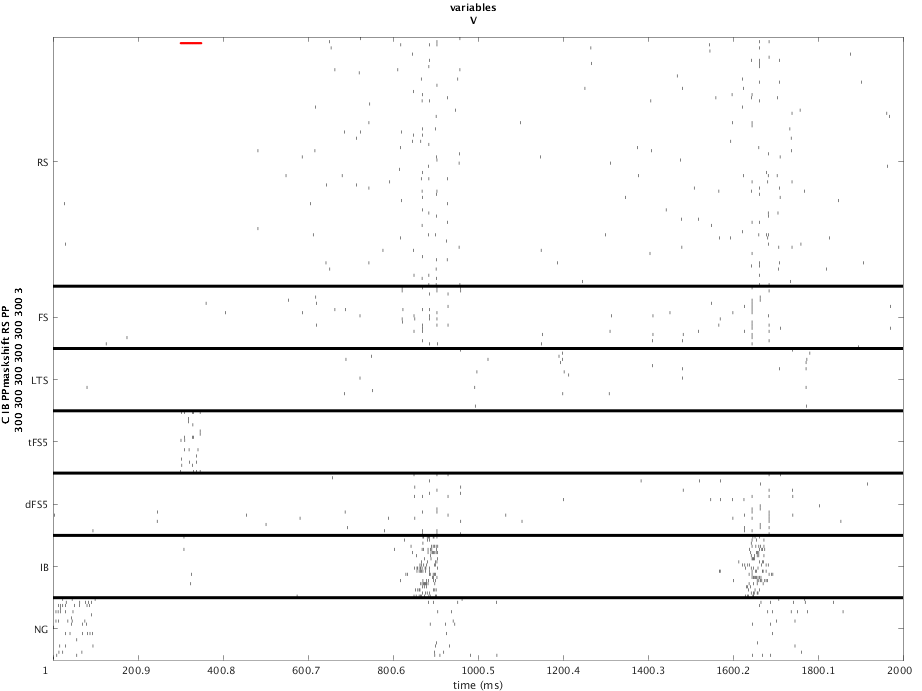 variables
V
C IB PPmaskshift RS PP
300 300 300 300 300 300 3
RS
FS
LTS
tFS5
dFS5
IB
NG
1 200.9 400.8 600.7 800.6 1000.5 1200.4 1400.3 1600.2 1800.1 2000
time (ms)